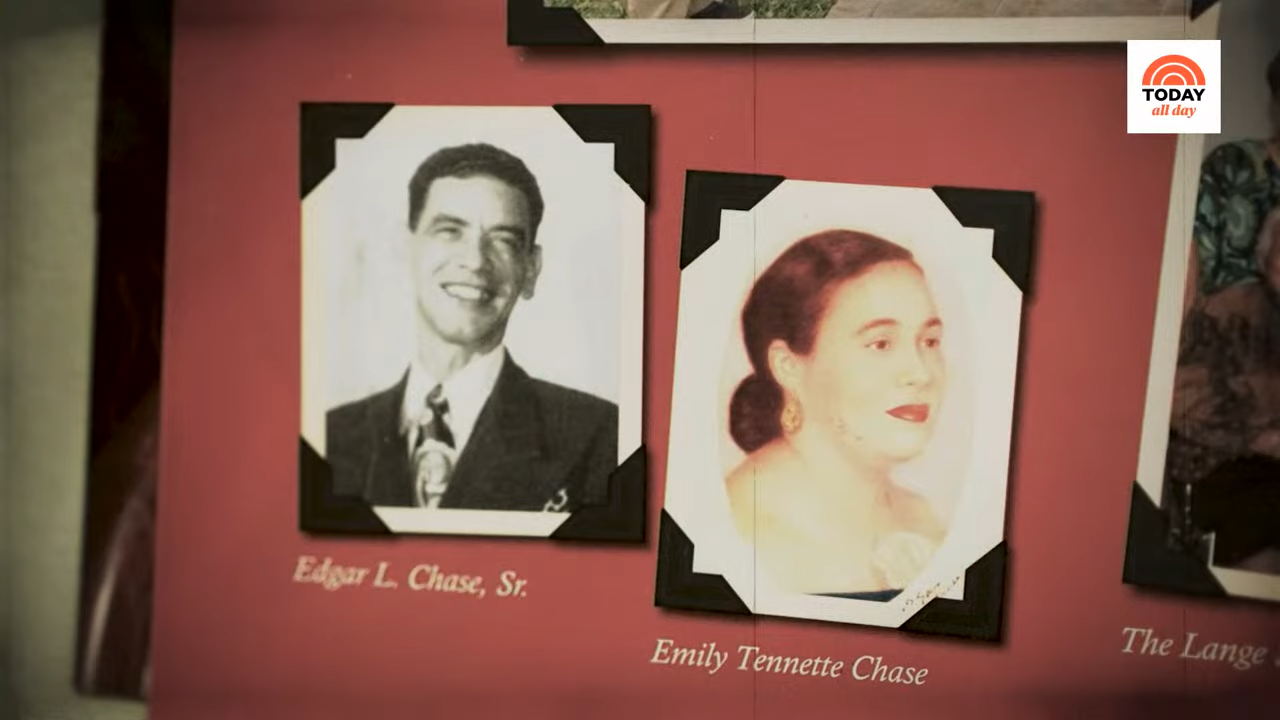 TODAY
all day
Edgar L. Chase, Sr.
Emily Tennette Chase
The Lange